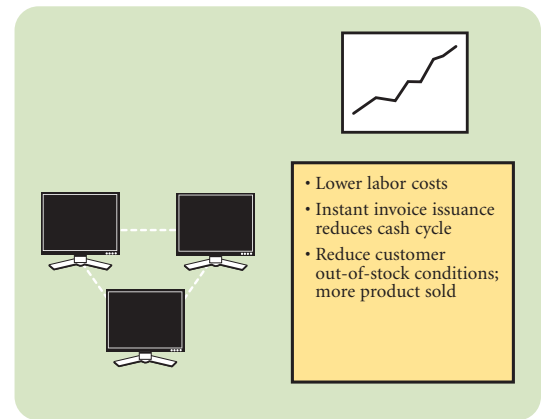 • Lower labor costs
• Instant invoice issuance
reduces cash cycle
• Reduce customer
out-of-stock conditions;
more product sold